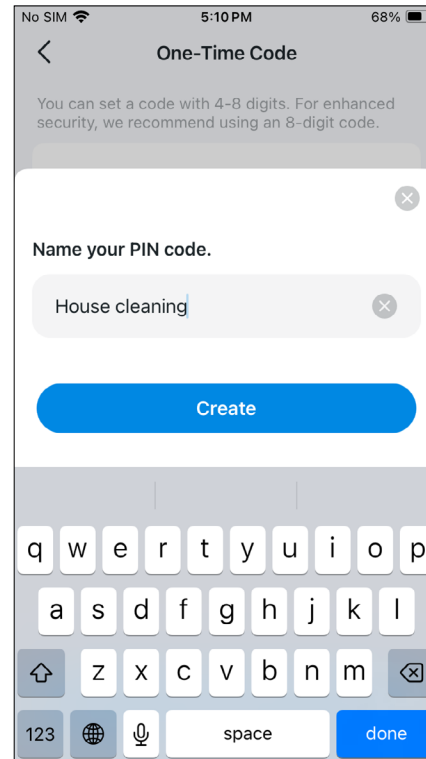 No SIM 5:10 PM 68%
One-Time Code
You can set a code with 4-8 digits. For enhanced
security, we recommend using an 8-digit code.
Name your PIN code.
House cleaning
Create
q w e r t y u i o p
a s d f g h j k l
z x c v b n m
123 space done